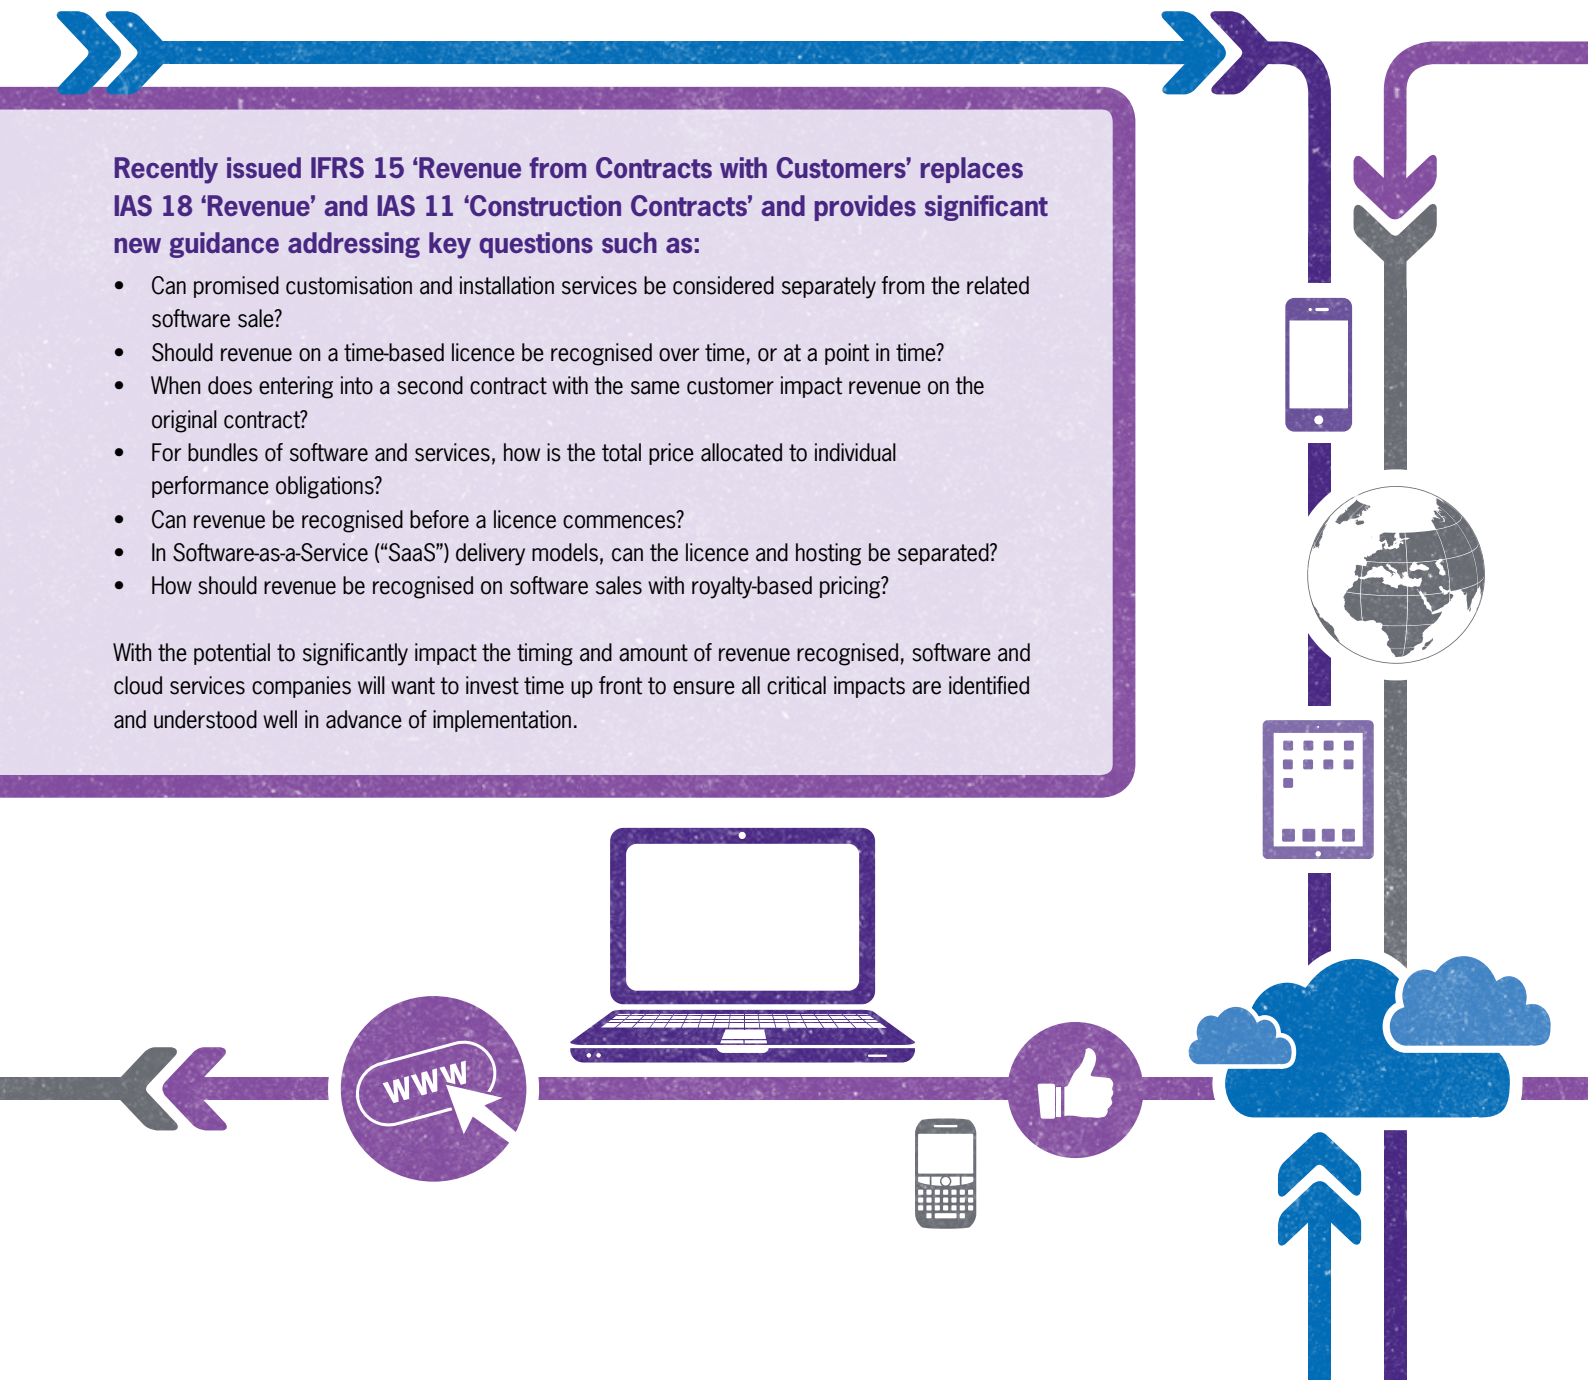 Recently issued IFRS 15 ‘Revenue from Contracts with Customers’ replaces
IAS 18 ‘Revenue’ and IAS 11 ‘Construction Contracts’ and provides significant
new guidance addressing key questions such as:
• Can promised customisation and installation services be considered separately from the related
software sale?
• Should revenue on a time-based licence be recognised over time, or at a point in time?
• When does entering into a second contract with the same customer impact revenue on the
original contract?
• For bundles of software and services, how is the total price allocated to individual
performance obligations?
• Can revenue be recognised before a licence commences?
• In Software-as-a-Service (“SaaS”) delivery models, can the licence and hosting be separated?
• How should revenue be recognised on software sales with royalty-based pricing?
With the potential to significantly impact the timing and amount of revenue recognised, software and
cloud services companies will want to invest time up front to ensure all critical impacts are identified
and understood well in advance of implementation.
WWW